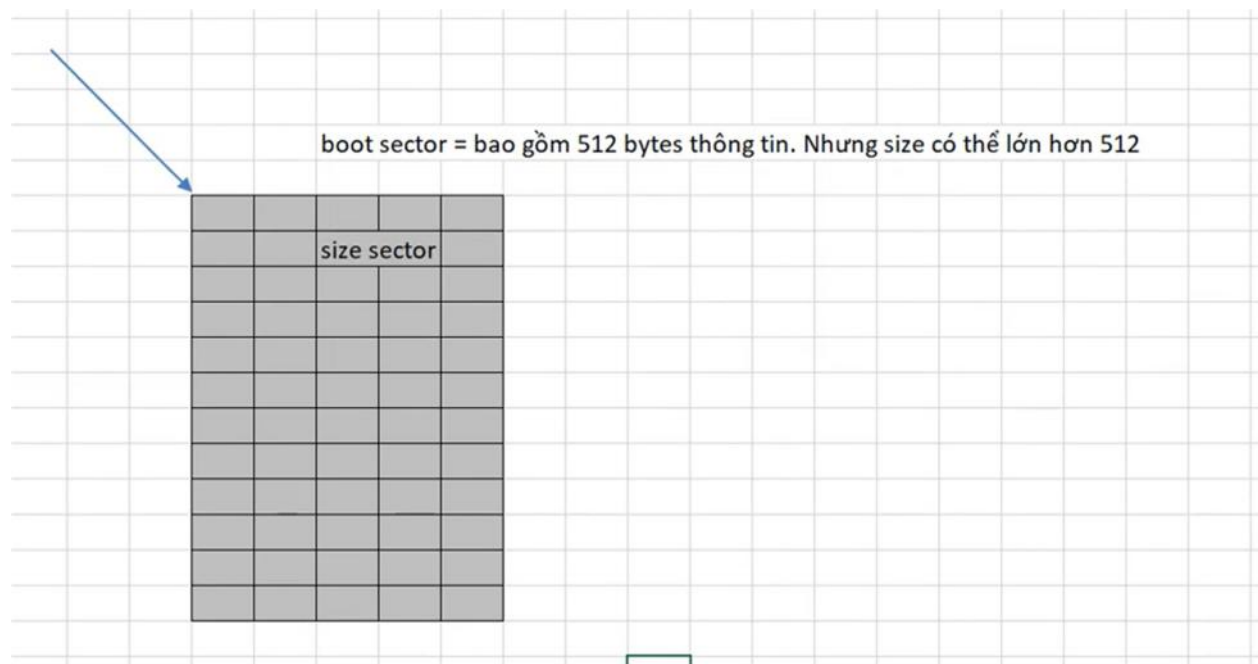 boot sector = bao gồm 512 bytes thông tin. Nhưng size có thể lớn hơn 512
size sector